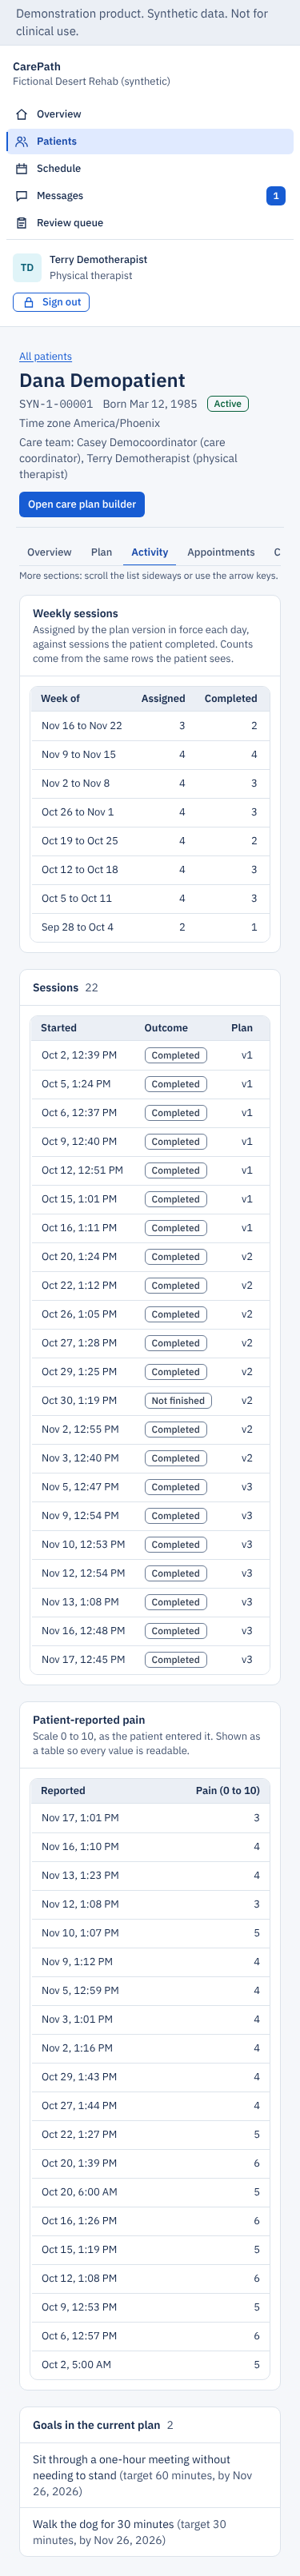 Demonstration product. Synthetic data. Not for
clinical use.
CarePath
Fictional Desert Rehab (synthetic)
Overview
Patients
Schedule
Messages 1
Review queue
TD
Terry Demotherapist
Physical therapist
Sign out
All patients
Dana Demopatient
SYN-1-00001 Born Mar 12, 1985 Active
Time zone America/Phoenix
Care team: Casey Democoordinator (care
coordinator), Terry Demotherapist (physical
therapist)
Open care plan builder
Overview Plan Activity Appointments C
More sections: scroll the list sideways or use the arrow keys.
Weekly sessions
Assigned by the plan version in force each day,
against sessions the patient completed. Counts
come from the same rows the patient sees.
Week of Assigned Completed
Nov 16 to Nov 22 3 2
Nov 9 to Nov 15 4 4
Nov 2 to Nov 8 4 3
Oct 26 to Nov 1 4 3
Oct 19 to Oct 25 4 2
Oct 12 to Oct 18 4 3
Oct 5 to Oct 11 4 3
Sep 28 to Oct 4 2 1
Sessions 22
Started Outcome Plan
Oct 2, 12:39 PM Completed v1
Oct 5, 1:24 PM Completed v1
Oct 6, 12:37 PM Completed v1
Oct 9, 12:40 PM Completed v1
Oct 12, 12:51 PM Completed v1
Oct 15, 1:01 PM Completed v1
Oct 16, 1:11 PM Completed v1
Oct 20, 1:24 PM Completed v2
Oct 22, 1:12 PM Completed v2
Oct 26, 1:05 PM Completed v2
Oct 27, 1:28 PM Completed v2
Oct 29, 1:25 PM Completed v2
Oct 30, 1:19 PM Not finished v2
Nov 2, 12:55 PM Completed v2
Nov 3, 12:40 PM Completed v2
Nov 5, 12:47 PM Completed v3
Nov 9, 12:54 PM Completed v3
Nov 10, 12:53 PM Completed v3
Nov 12, 12:54 PM Completed v3
Nov 13, 1:08 PM Completed v3
Nov 16, 12:48 PM Completed v3
Nov 17, 12:45 PM Completed v3
Patient-reported pain
Scale 0 to 10, as the patient entered it. Shown as
a table so every value is readable.
Reported Pain (0 to 10)
Nov 17, 1:01 PM 3
Nov 16, 1:10 PM 4
Nov 13, 1:23 PM 4
Nov 12, 1:08 PM 3
Nov 10, 1:07 PM 5
Nov 9, 1:12 PM 4
Nov 5, 12:59 PM 4
Nov 3, 1:01 PM 4
Nov 2, 1:16 PM 4
Oct 29, 1:43 PM 4
Oct 27, 1:44 PM 4
Oct 22, 1:27 PM 5
Oct 20, 1:39 PM 6
Oct 20, 6:00 AM 5
Oct 16, 1:26 PM 6
Oct 15, 1:19 PM 5
Oct 12, 1:08 PM 6
Oct 9, 12:53 PM 5
Oct 6, 12:57 PM 6
Oct 2, 5:00 AM 5
Goals in the current plan 2
Sit through a one-hour meeting without
needing to stand (target 60 minutes, by Nov
26, 2026)
Walk the dog for 30 minutes (target 30
minutes, by Nov 26, 2026)